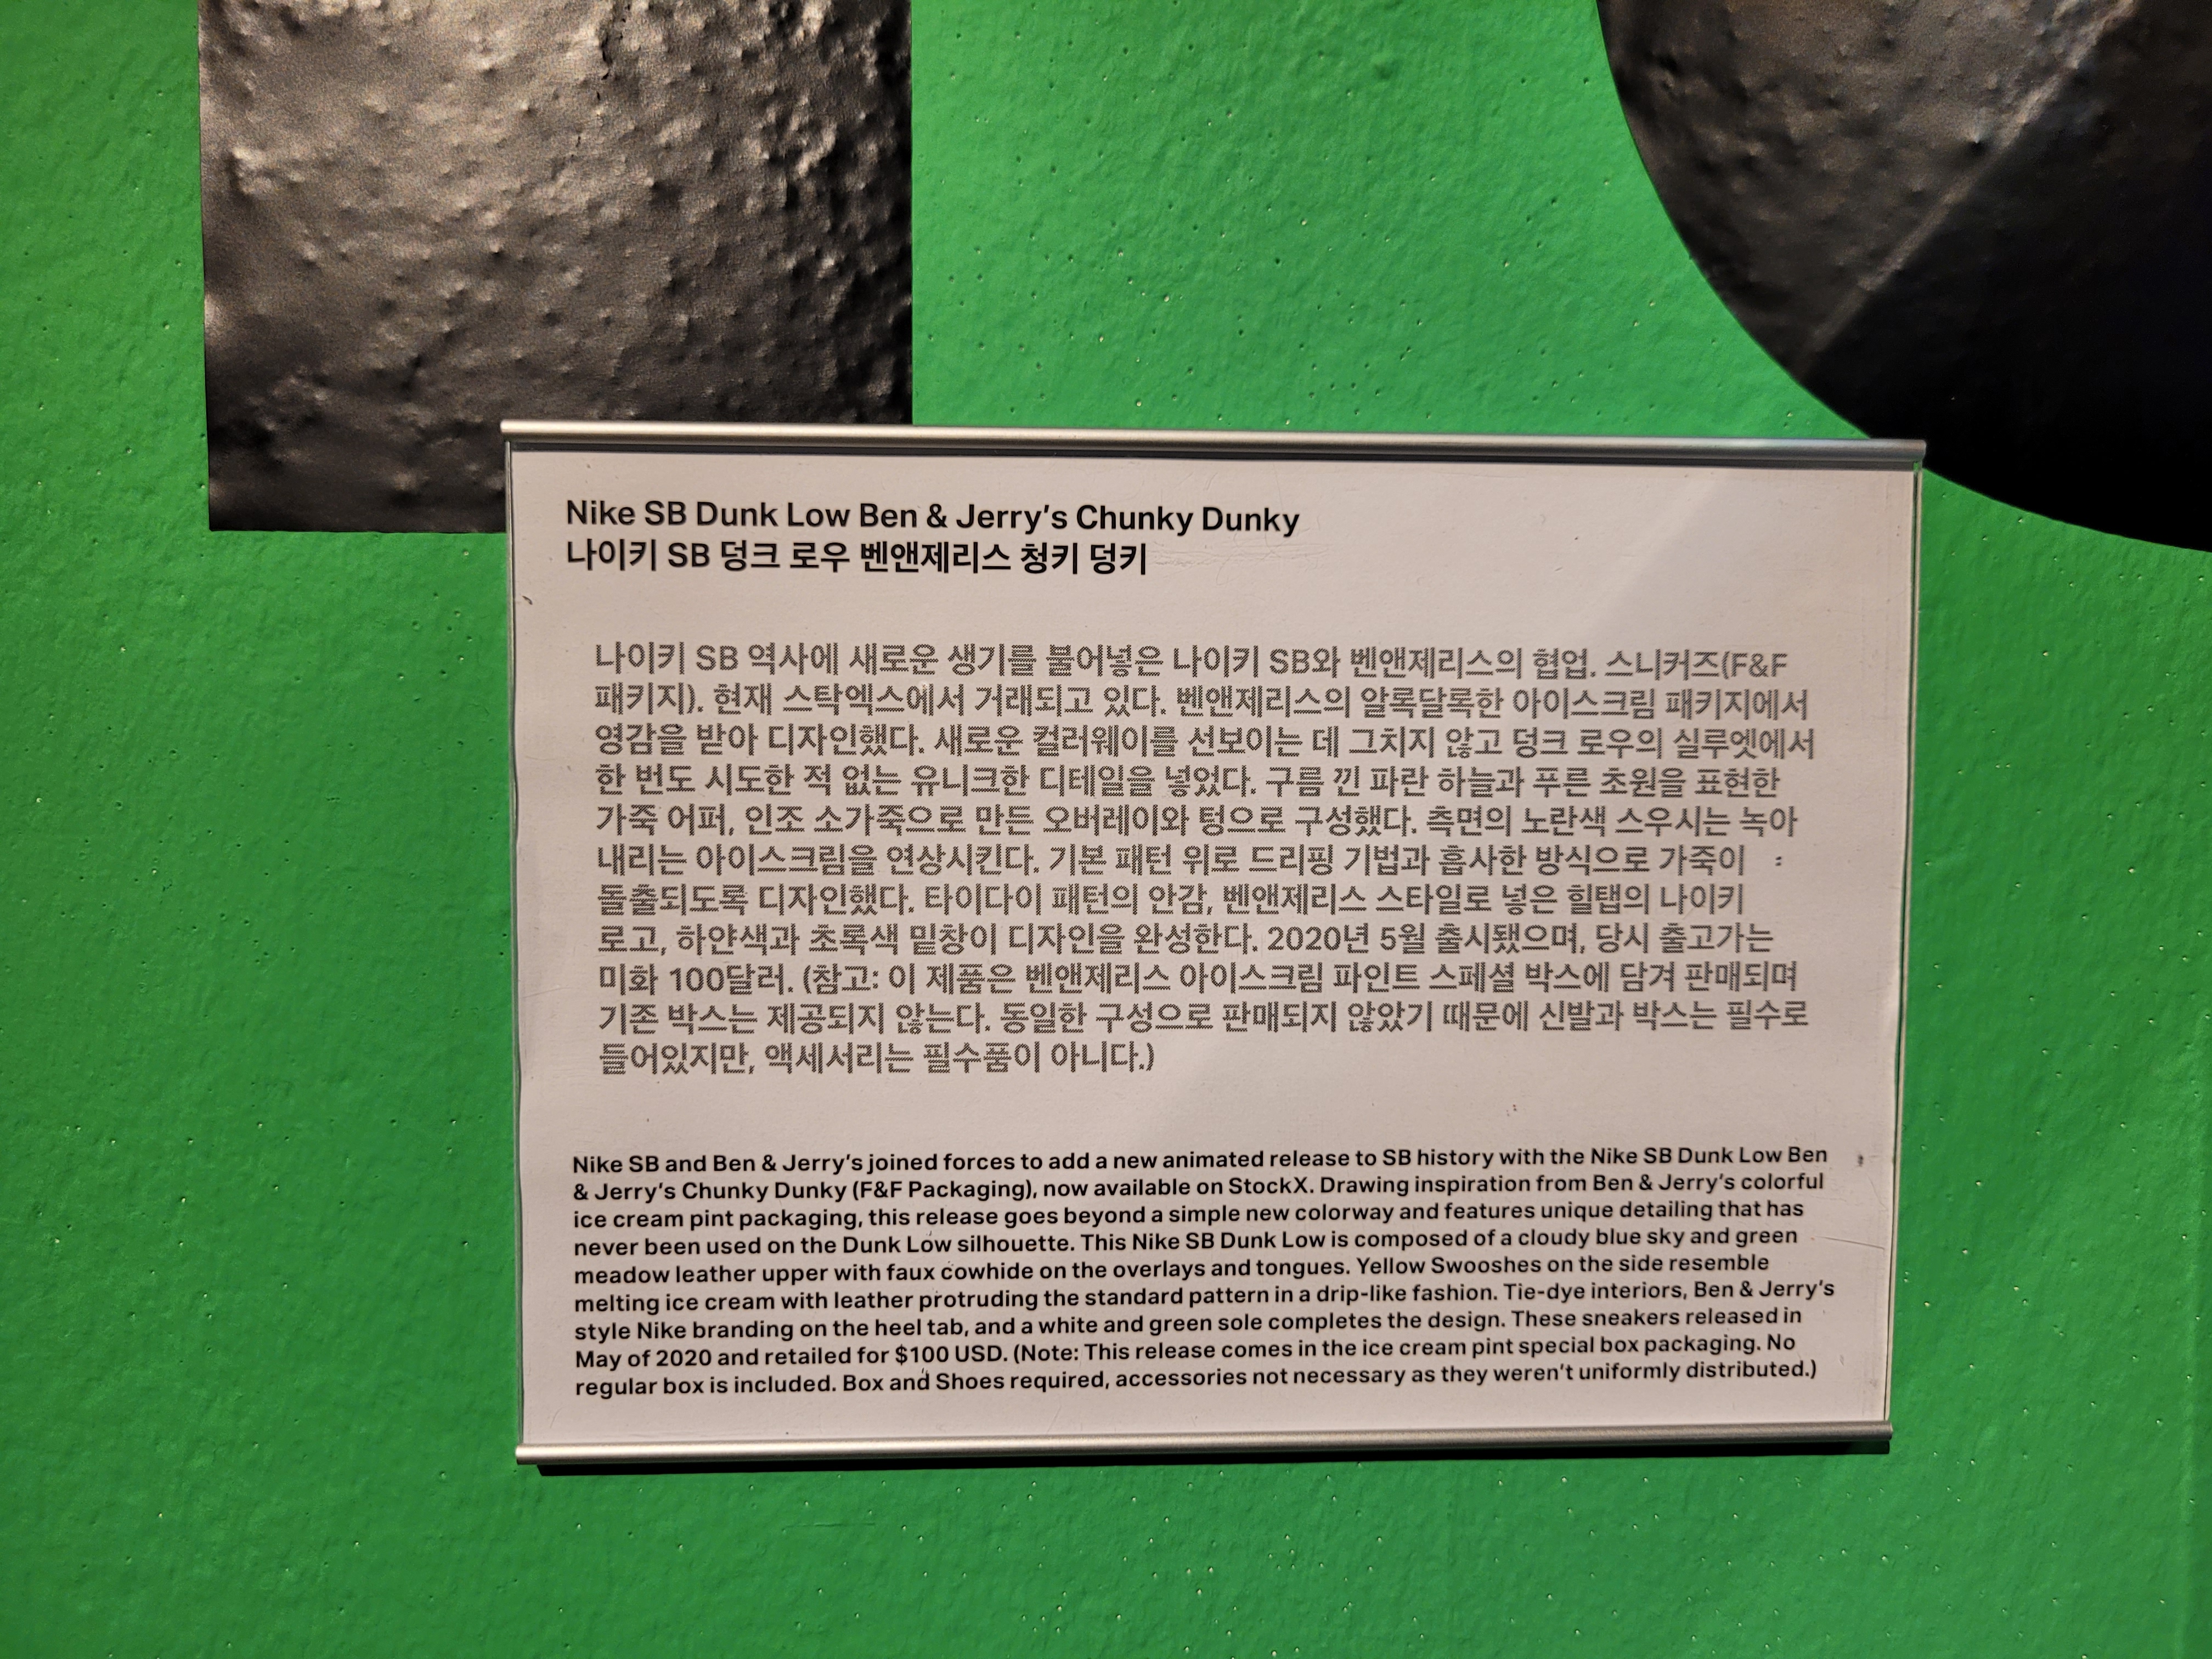 Nike SB Dunk Low Ben & Jerry's Chunky Dunky
나이키 SB 덩크 로우 벤앤제리스 청키 덩키
나이키 SB 역사에 새로운 생기를 불어넣은 나이키 SB와 벤앤제리스의 협업. 스니커즈(F&F
패키지). 현재 스탁엑스에서 거래되고 있다. 벤앤제리스의 알록달록한 아이스크림 패키지에서
영감을 받아 디자인했다. 새로운 컬러웨이를 선보이는 데 그치지 않고 덩크 로우의 실루엣에서
한 번도 시도한 적 없는 유니크한 디테일을 넣었다. 구름 낀 파란 하늘과 푸른 초원을 표현한
가죽 어퍼, 인조 소가죽으로 만든 오버레이와 텅으로 구성했다. 측면의 노란색 스우시는 녹아
내리는 아이스크림을 연상시킨다. 기본 패턴 위로 드리핑 기법과 흡사한 방식으로 가죽이
돌출되도록 디자인했다. 타이다이 패턴의 안감, 벤앤제리스 스타일로 넣은 힐탭의 나이키
로고, 하얀색과 초록색 밑창이 디자인을 완성한다. 2020년 5월 출시됐으며, 당시 출고가는
미화 100달러. (참고: 이 제품은 벤앤제리스 아이스크림 파인트 스페셜 박스에 담겨 판매되며
기존 박스는 제공되지 않는다. 동일한 구성으로 판매되지 않았기 때문에 신발과 박스는 필수로
들어있지만, 액세서리는 필수품이 아니다.)
Nike SB and Ben & Jerry's joined forces to add a new animated release to SB history with the Nike SB Dunk Low Ben
& Jerry's Chunky Dunky (F&F Packaging), now available on StockX. Drawing inspiration from Ben & Jerry's colorful
ice cream pint packaging, this release goes beyond a simple new colorway and features unique detailing that has
never been used on the Dunk Low silhouette. This Nike SB Dunk Low is composed of a cloudy blue sky and green
meadow leather upper with faux cowhide on the overlays and tongues. Yellow Swooshes on the side resemble
melting ice cream with leather protruding the standard pattern in a drip-like fashion. Tie-dye interiors, Ben & Jerry's
style Nike branding on the heel tab, and a white and green sole completes the design. These sneakers released in
May of 2020 and retailed for $100 USD. (Note: This release comes in the ice cream pint special box packaging. No
regular box is included. Box and Shoes required, accessories not necessary as they weren't uniformly distributed.)